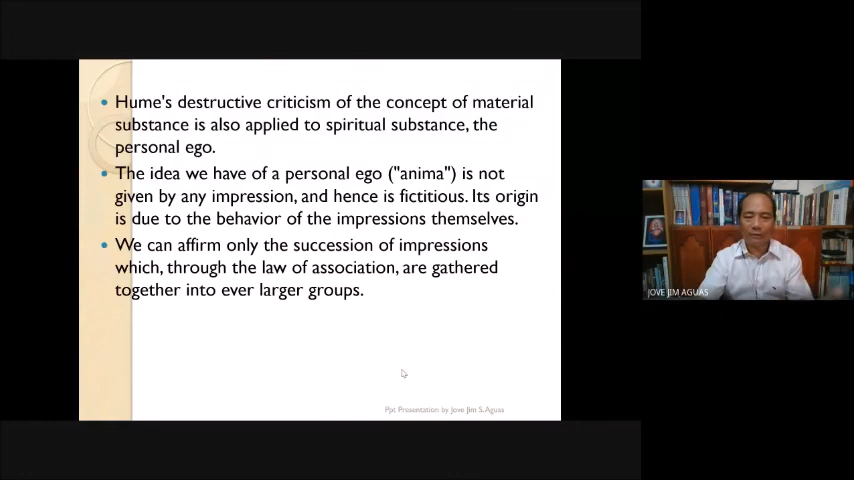 Hume's destructive criticism of the concept of material
substance is also applied to spiritual substance, the
personal ego.
The idea we have of a personal ego ("anima") is not
given by any impression, and hence is fictitious. Its origin
is due to the behavior of the impressions themselves.
We can affirm only the succession of impressions
which, through the law of association, are gathered
together into ever larger groups.
Ppt Presentation by Jove Jim S. Aguas
JOVE JIM AGUAS